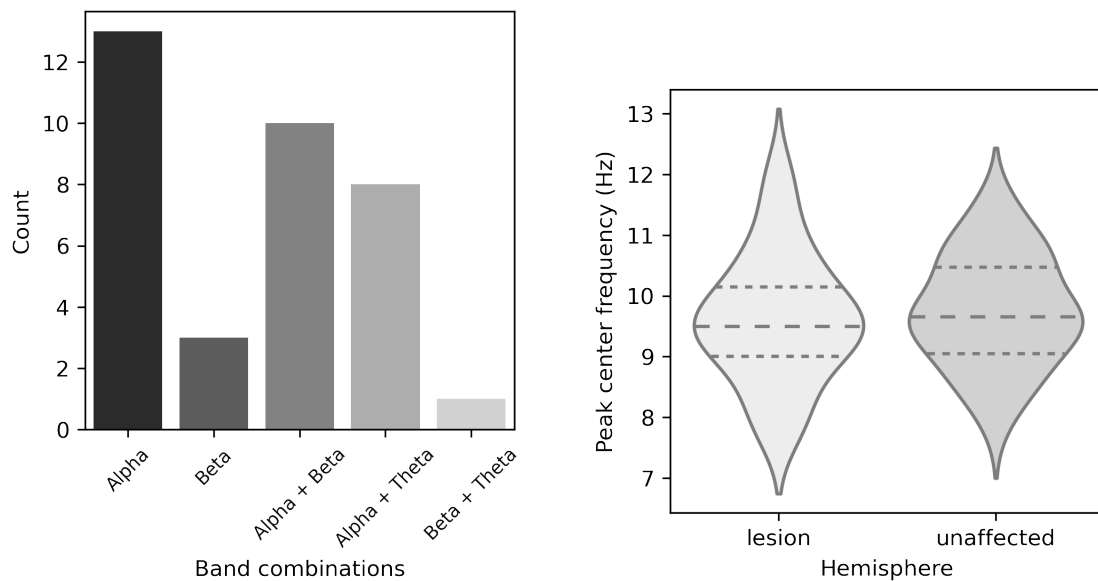 Count
12
10
8
6
4
2
0
Alpha
Beta
Alpha + Beta
Alpha + Theta
Beta + Theta
Band combinations
Peak center frequency (Hz)
13
12
11
10
9
8
7
lesion
unaffected
Hemisphere